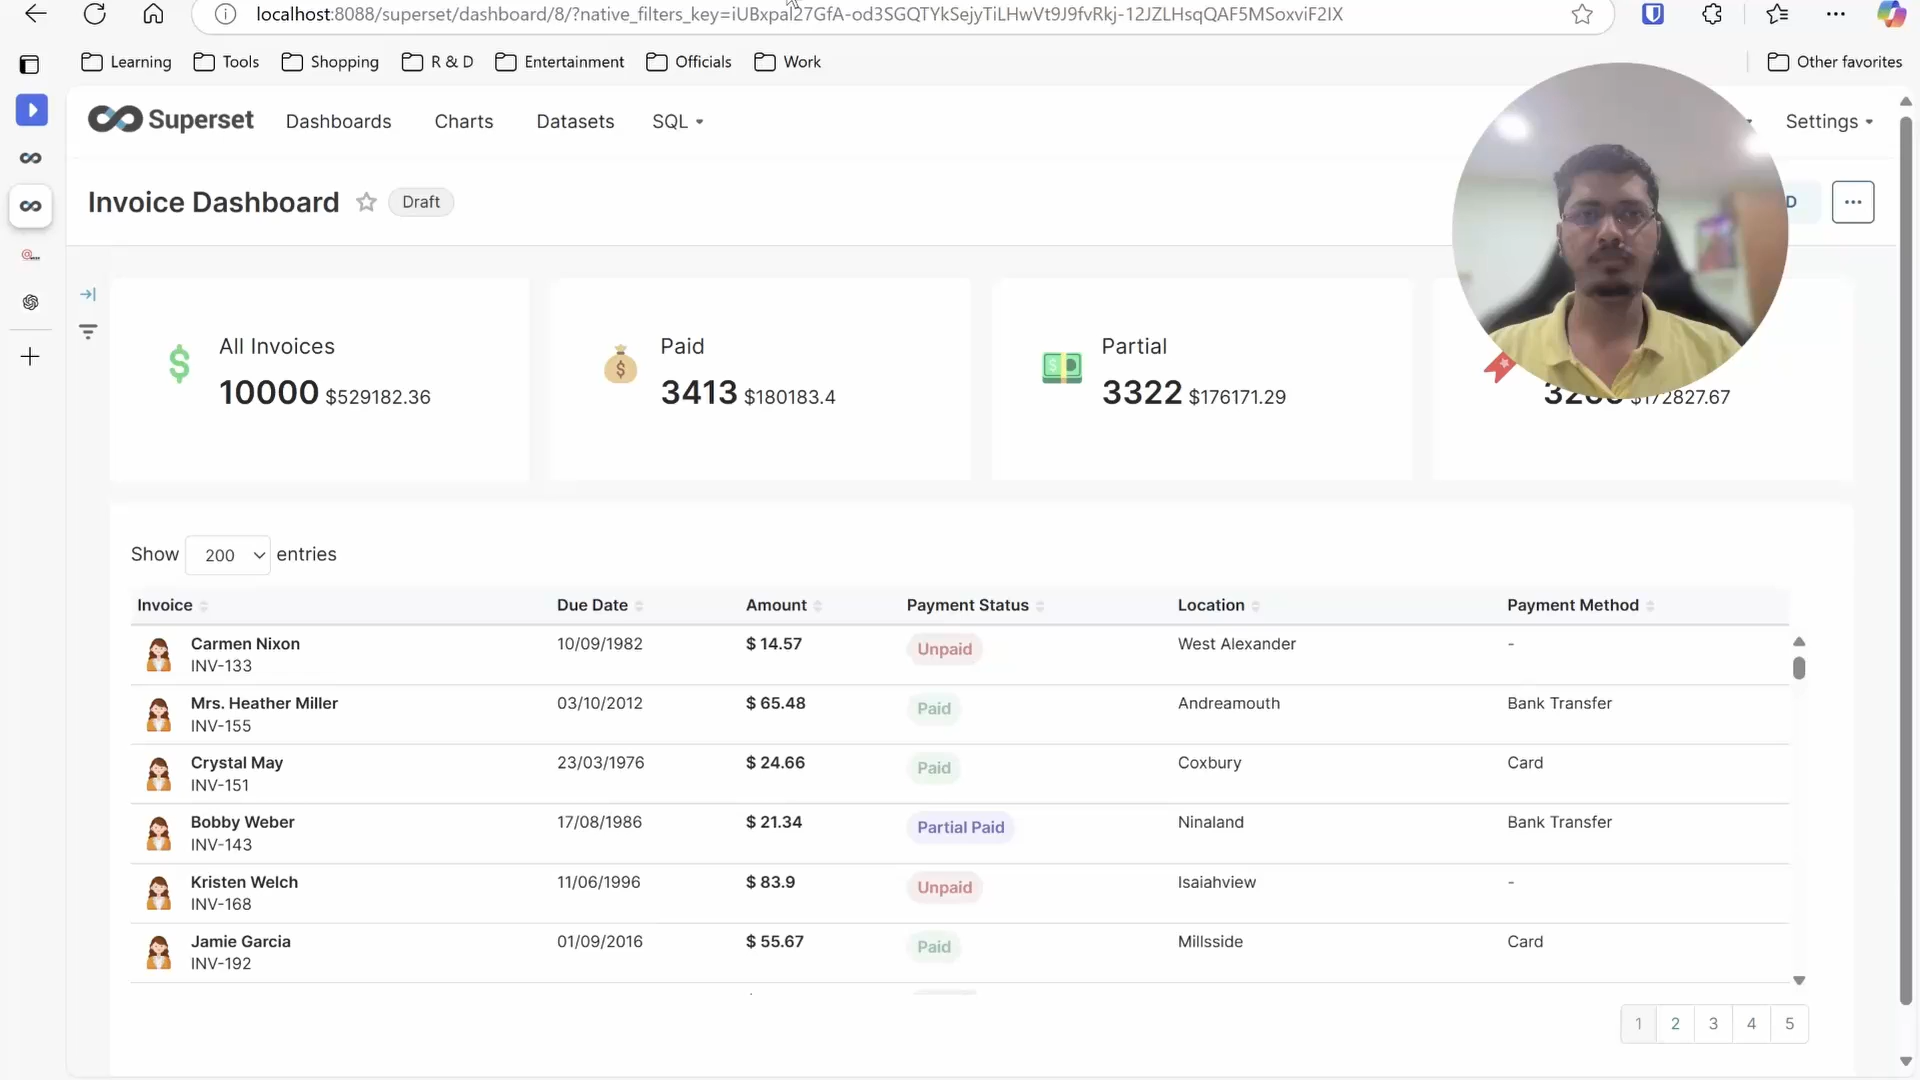 localhost:8088/superset/dashboard/8/?native_filters_key=iUBxpal27GfA-od3SGQTYkSejyTiLHwVt9J9fvRkj-12JZLHsqQAF5MSoxviF2IX
Learning Tools Shopping R & D Entertainment Officials Work Other favorites
Superset Dashboards Charts Datasets SQL Settings
Invoice Dashboard Draft D
All Invoices Paid Partial
10000 $529182.36 3413 $180183.4 3322 $176171.29 $172827.67
Show 200 entries
Invoice Due Date Amount Payment Status Location Payment Method
Carmen Nixon 10/09/1982 $ 14.57 Unpaid West Alexander -
INV-133
Mrs. Heather Miller 03/10/2012 $ 65.48 Paid Andreamouth Bank Transfer
INV-155
Crystal May 23/03/1976 $ 24.66 Paid Coxbury Card
INV-151
Bobby Weber 17/08/1986 $ 21.34 Partial Paid Ninaland Bank Transfer
INV-143
Kristen Welch 11/06/1996 $ 83.9 Unpaid Isaiahview -
INV-168
Jamie Garcia 01/09/2016 $ 55.67 Paid Millsside Card
INV-192
1 2 3 4 5